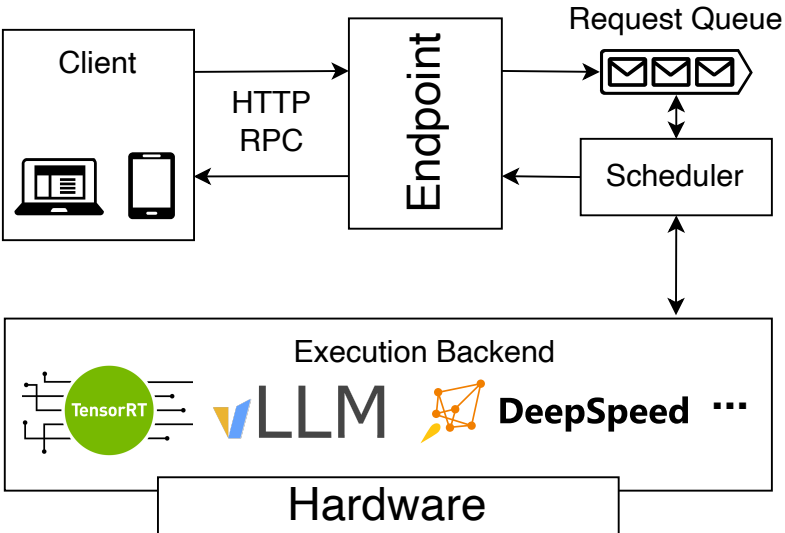 Request Queue
Client
HTTP
RPC
Endpoint
Scheduler
Execution Backend
TensorRT
vLLM
DeepSpeed ...
Hardware